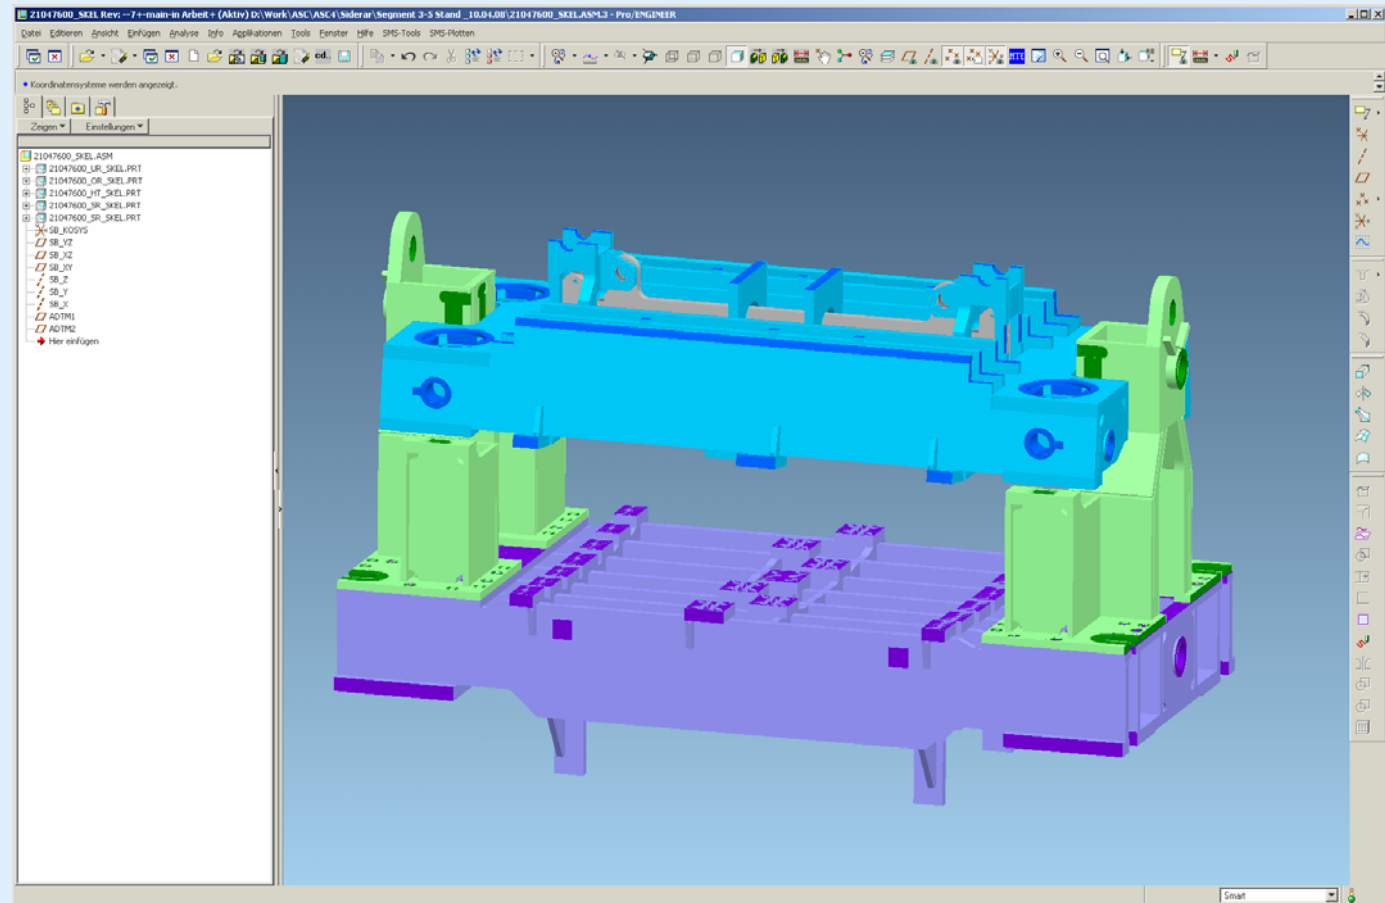 21047600_SKEL Rev: --7+-main-in Arbeit+ (Aktiv) D:\Work\ASC\ASC4\Siderar\Segment 3-5 Stand _10.04.08\21047600_SKEL.ASM.3 - Pro/ENGINEER
Datei Editieren Ansicht Einfügen Analyse Info Applikationen Tools Fenster Hilfe SMS-Tools SMS-Plotten
Koordinatensysteme werden angezeigt.
Zeigen Einstellungen
21047600_SKEL.ASM
21047600_UR_SKEL.PRT
21047600_OR_SKEL.PRT
21047600_HT_SKEL.PRT
21047600_SR_SKEL.PRT
21047600_SR_SKEL.PRT
SB_KOSYS
SB_YZ
SB_XZ
SB_XY
SB_Z
SB_Y
SB_X
ADTM1
ADTM2
Hier einfügen
Smart